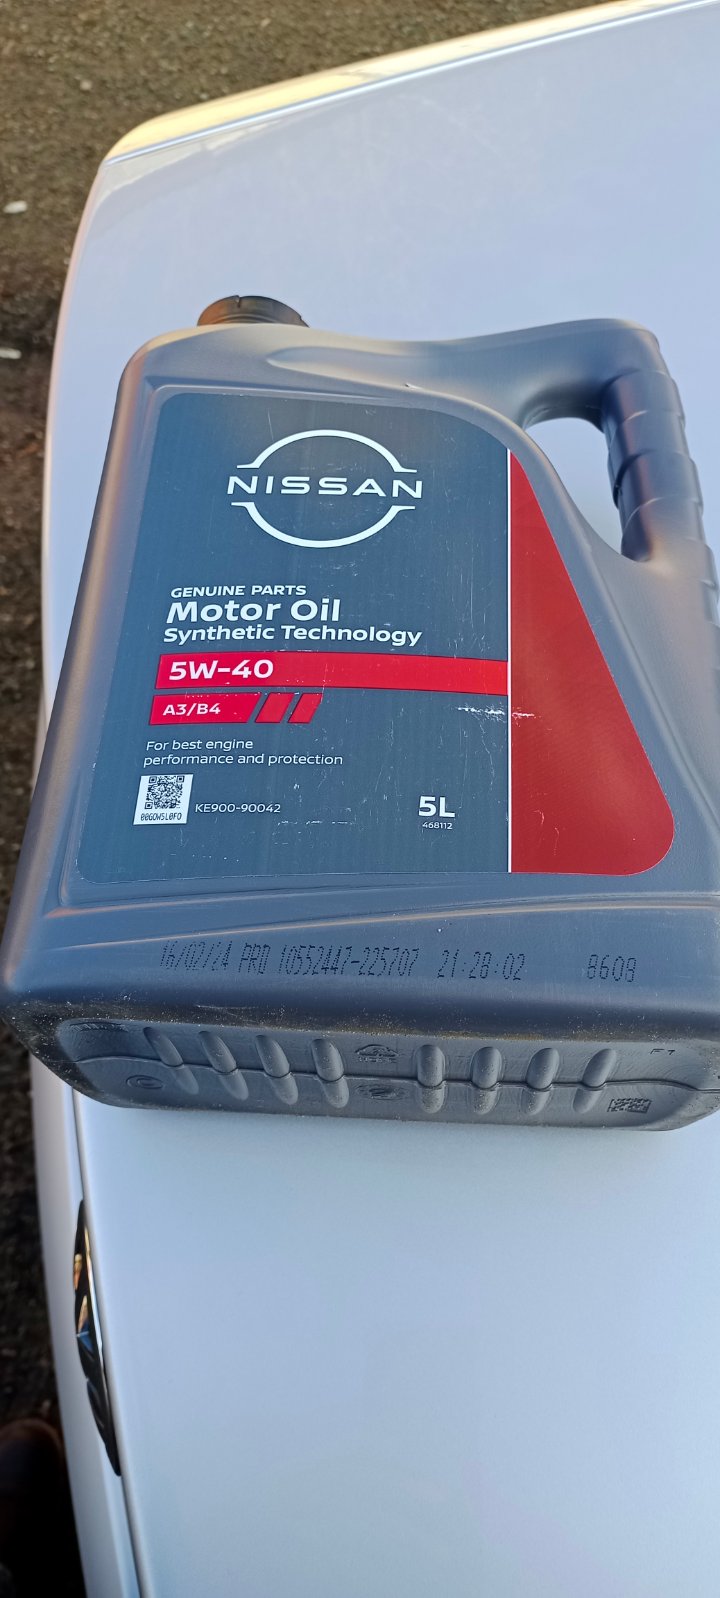 NISSAN
GENUINE PARTS
Motor Oil
Synthetic Technology
5W-40
A3/B4
For best engine
performance and protection
KE900-90042
5L
468112
16/02/24 PRD 10552447-225707 21:28:02 8608